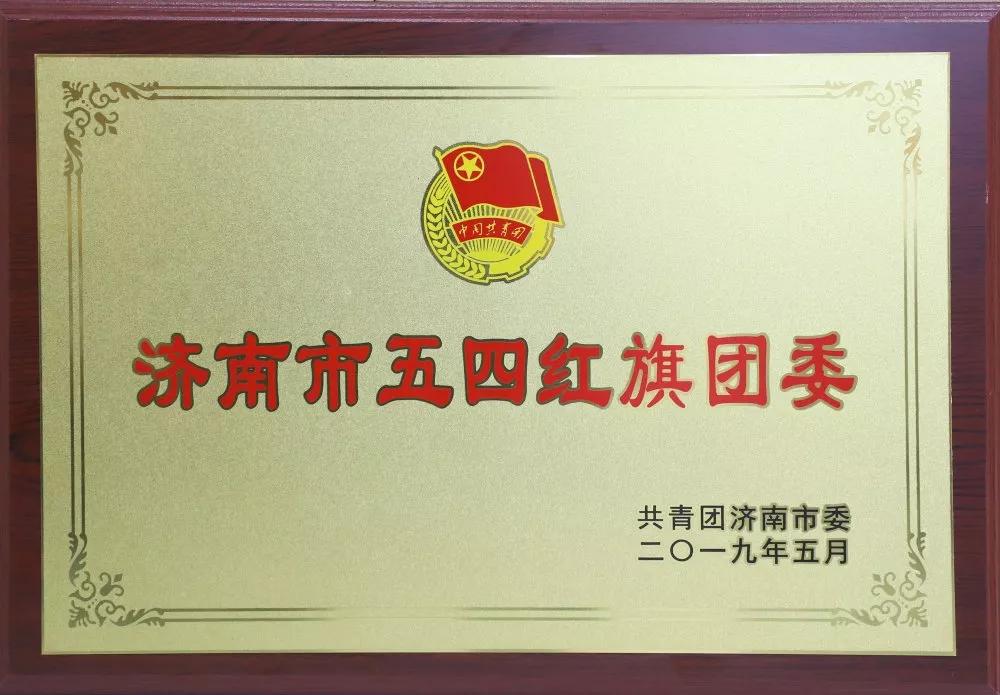 中国共青团
济南市五四红旗团委
共青团济南市委
二〇一九年五月